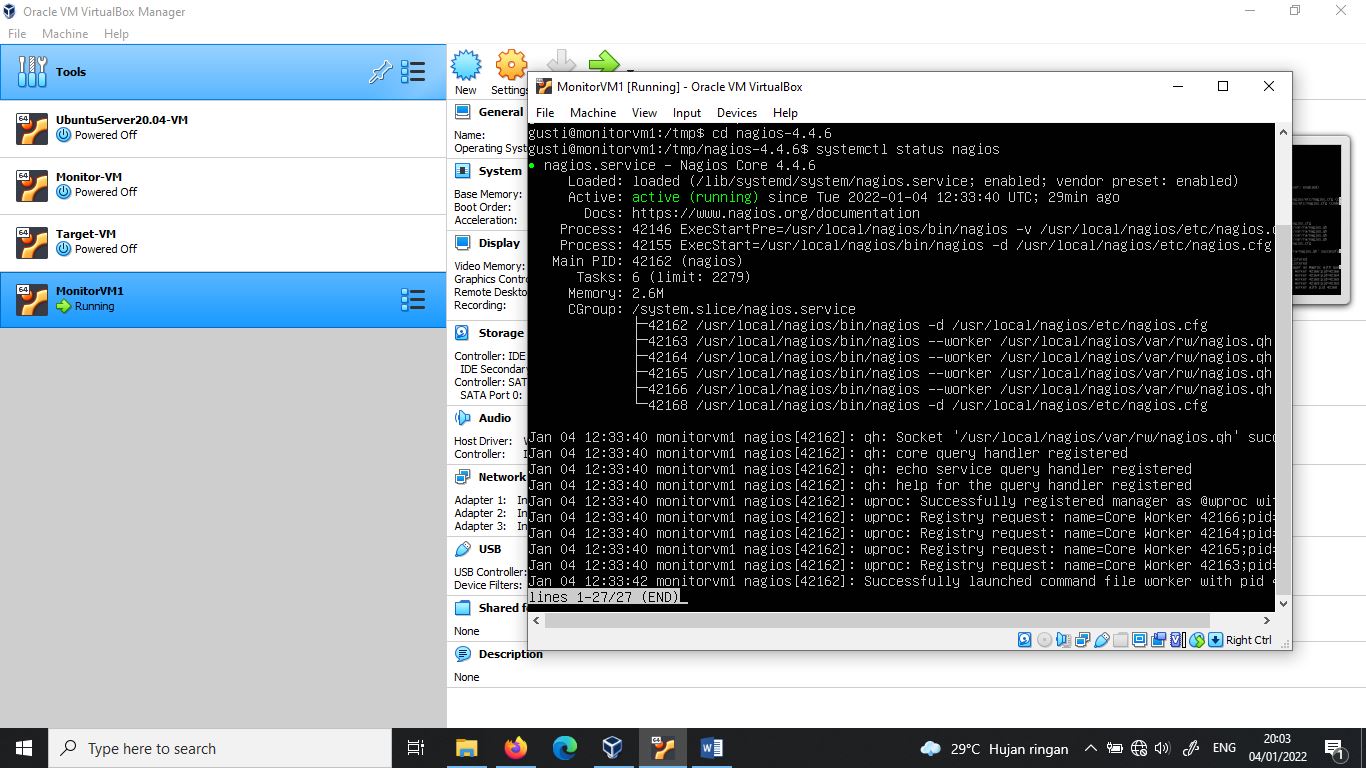 Oracle VM VirtualBox Manager
File Machine Help
Tools
UbuntuServer20.04-VM
Powered Off
Monitor-VM
Powered Off
Target-VM
Powered Off
MonitorVM1
Running
New
Settings
General
Name:
Operating Syst
System
Base Memory:
Boot Order:
Acceleration:
Display
Video Memory:
Graphics Contro
Remote Deskto
Recording:
Storage
Controller: IDE
IDE Secondar
Controller: SAT
SATA Port 0:
Audio
Host Driver:
Controller:
Network
Adapter 1: In
Adapter 2: In
Adapter 3: In
USB
USB Controller:
Device Filters:
Shared f
None
Description
None
MonitorVM1 [Running] - Oracle VM VirtualBox
File Machine View Input Devices Help
gusti@monitorvm1:/tmp$ cd nagios-4.4.6
gusti@monitorvm1:/tmp/nagios-4.4.6$ systemctl status nagios
● nagios.service - Nagios Core 4.4.6
Loaded: loaded (/lib/systemd/system/nagios.service; enabled; vendor preset: enabled)
Active: active (running) since Tue 2022-01-04 12:33:40 UTC; 29min ago
Docs: https://www.nagios.org/documentation
Process: 42146 ExecStartPre=/usr/local/nagios/bin/nagios -v /usr/local/nagios/etc/nagios.c
Process: 42155 ExecStart=/usr/local/nagios/bin/nagios -d /usr/local/nagios/etc/nagios.cfg
Main PID: 42162 (nagios)
Tasks: 6 (limit: 2279)
Memory: 2.6M
CGroup: /system.slice/nagios.service
├─42162 /usr/local/nagios/bin/nagios -d /usr/local/nagios/etc/nagios.cfg
├─42163 /usr/local/nagios/bin/nagios --worker /usr/local/nagios/var/rw/nagios.qh
├─42164 /usr/local/nagios/bin/nagios --worker /usr/local/nagios/var/rw/nagios.qh
├─42165 /usr/local/nagios/bin/nagios --worker /usr/local/nagios/var/rw/nagios.qh
├─42166 /usr/local/nagios/bin/nagios --worker /usr/local/nagios/var/rw/nagios.qh
└─42168 /usr/local/nagios/bin/nagios -d /usr/local/nagios/etc/nagios.cfg
Jan 04 12:33:40 monitorvm1 nagios[42162]: qh: Socket '/usr/local/nagios/var/rw/nagios.qh' succ
Jan 04 12:33:40 monitorvm1 nagios[42162]: qh: core query handler registered
Jan 04 12:33:40 monitorvm1 nagios[42162]: qh: echo service query handler registered
Jan 04 12:33:40 monitorvm1 nagios[42162]: qh: help for the query handler registered
Jan 04 12:33:40 monitorvm1 nagios[42162]: wproc: Successfully registered manager as @wproc wit
Jan 04 12:33:40 monitorvm1 nagios[42162]: wproc: Registry request: name=Core Worker 42166;pid=
Jan 04 12:33:40 monitorvm1 nagios[42162]: wproc: Registry request: name=Core Worker 42164;pid=
Jan 04 12:33:40 monitorvm1 nagios[42162]: wproc: Registry request: name=Core Worker 42165;pid=
Jan 04 12:33:40 monitorvm1 nagios[42162]: wproc: Registry request: name=Core Worker 42163;pid=
Jan 04 12:33:42 monitorvm1 nagios[42162]: Successfully launched command file worker with pid 4
lines 1-27/27 (END)
Right Ctrl
Type here to search
29°C Hujan ringan
ENG
20:03
04/01/2022
1